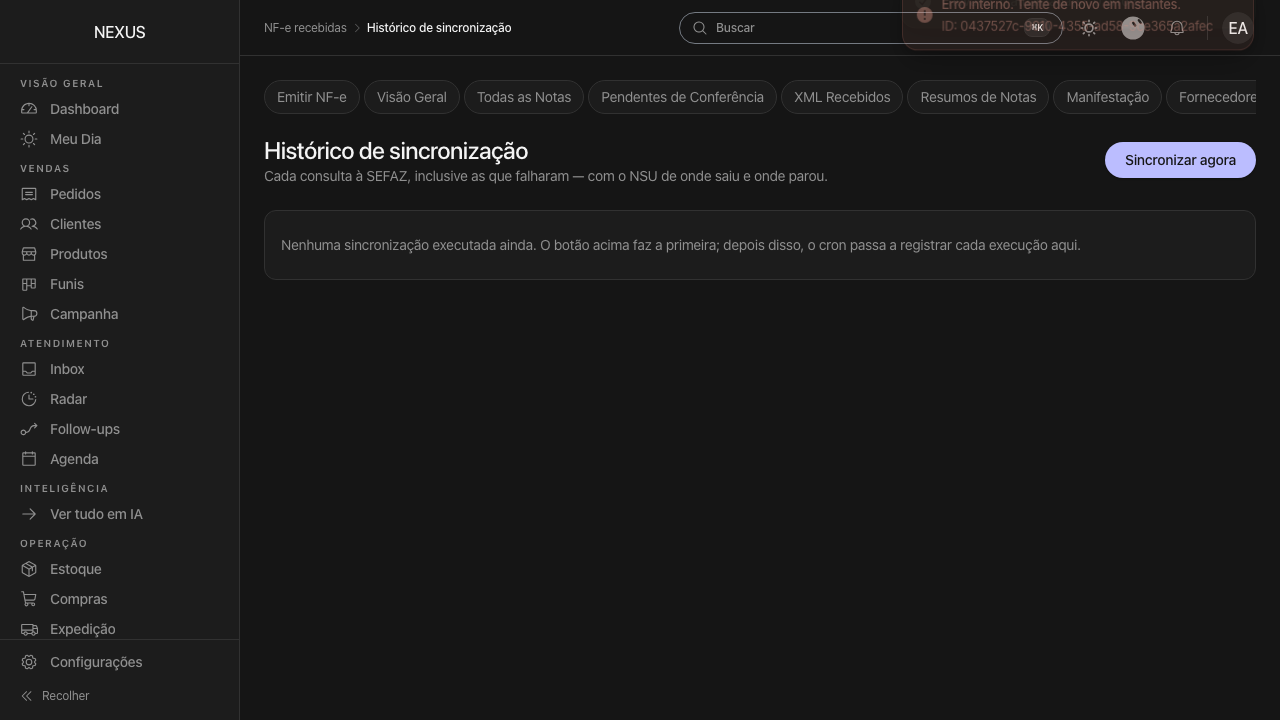 NEXUS
VISÃO GERAL
Dashboard
Meu Dia
VENDAS
Pedidos
Clientes
Produtos
Funis
Campanha
ATENDIMENTO
Inbox
Radar
Follow-ups
Agenda
INTELIGÊNCIA
Ver tudo em IA
OPERAÇÃO
Estoque
Compras
Expedição
Configurações
Recolher
NF-e recebidas > Histórico de sincronização
Buscar
⌘K
EA
Erro interno. Tente de novo em instantes.
ID: 0437527c-
Emitir NF-e
Visão Geral
Todas as Notas
Pendentes de Conferência
XML Recebidos
Resumos de Notas
Manifestação
Fornecedore
Histórico de sincronização
Cada consulta à SEFAZ, inclusive as que falharam — com o NSU de onde saiu e onde parou.
Sincronizar agora
Nenhuma sincronização executada ainda. O botão acima faz a primeira; depois disso, o cron passa a registrar cada execução aqui.